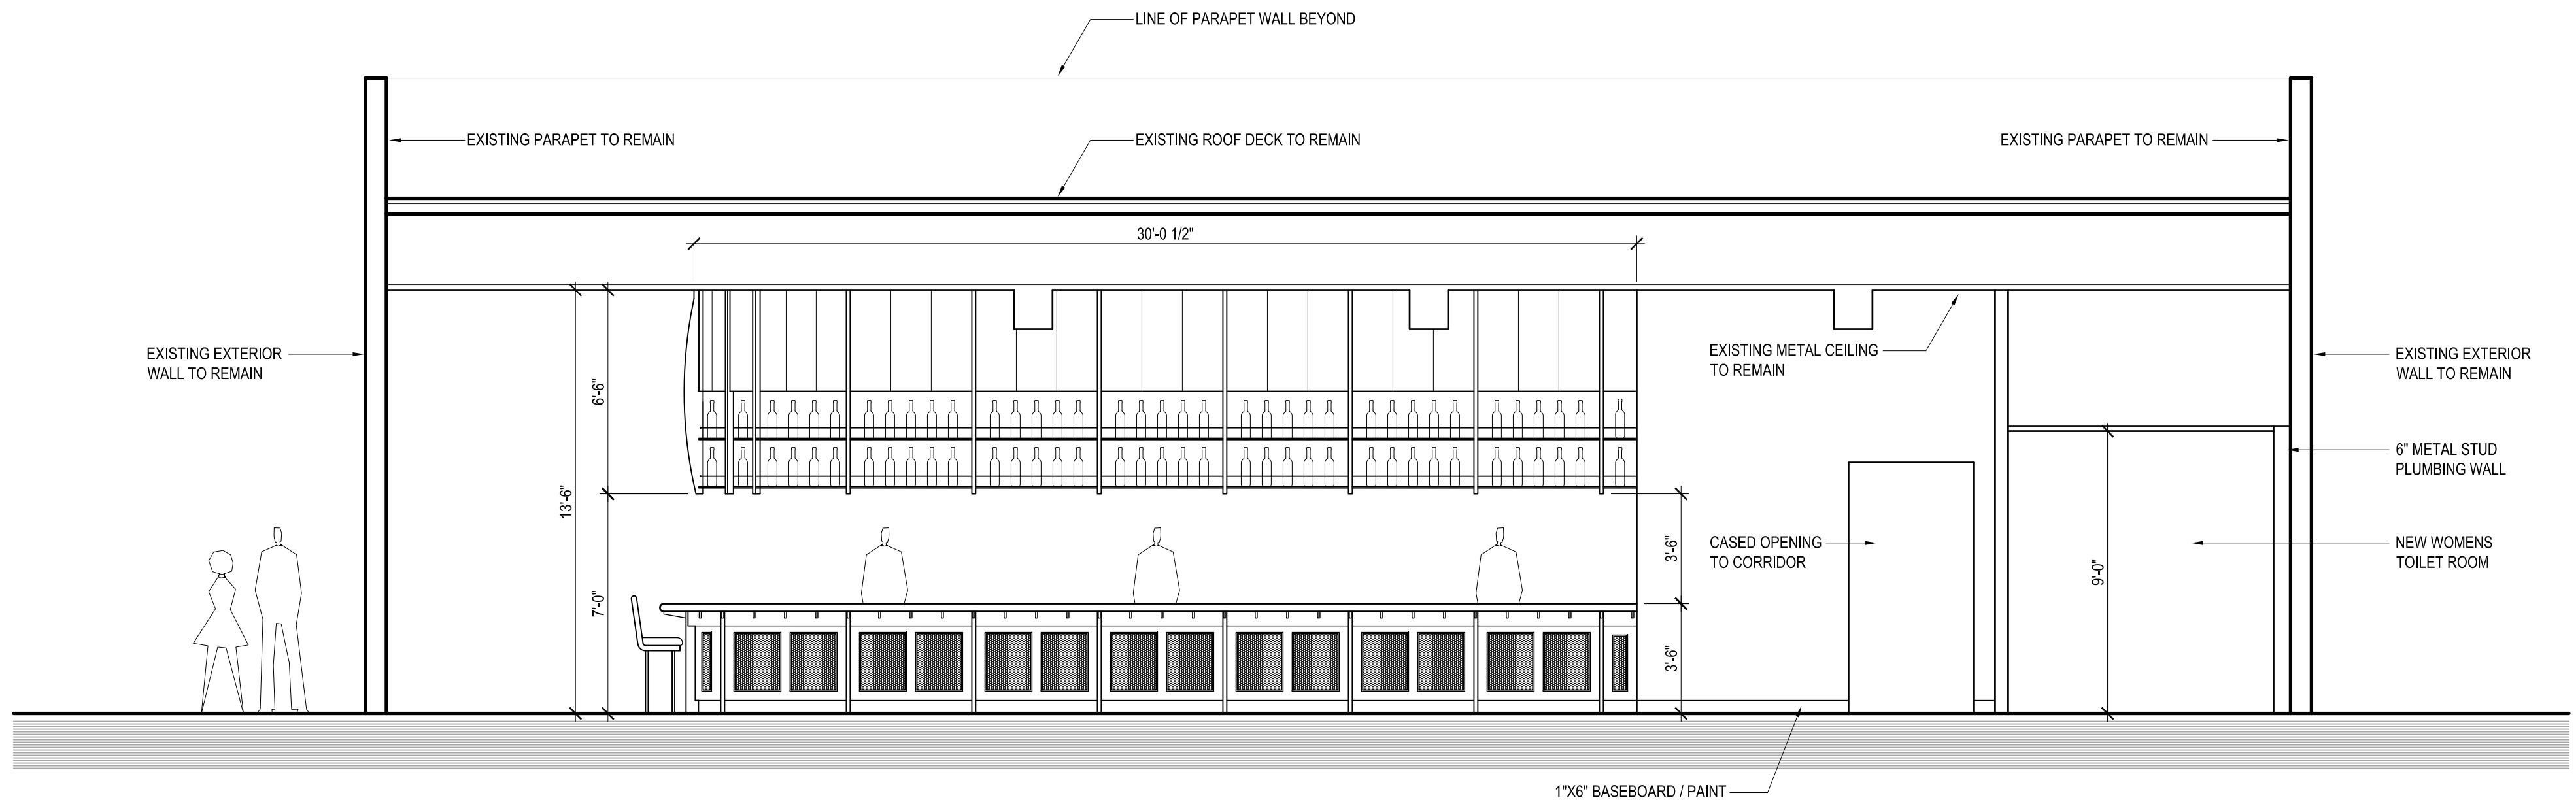 LINE OF PARAPET WALL BEYOND
EXISTING PARAPET TO REMAIN
EXISTING ROOF DECK TO REMAIN
EXISTING PARAPET TO REMAIN
30'-0 1/2"
EXISTING EXTERIOR
WALL TO REMAIN
13'-6"
6'-6"
7'-0"
EXISTING METAL CEILING
TO REMAIN
EXISTING EXTERIOR
WALL TO REMAIN
6" METAL STUD
PLUMBING WALL
3'-6"
3'-6"
CASED OPENING
TO CORRIDOR
9'-0"
NEW WOMENS
TOILET ROOM
1"X6" BASEBOARD / PAINT